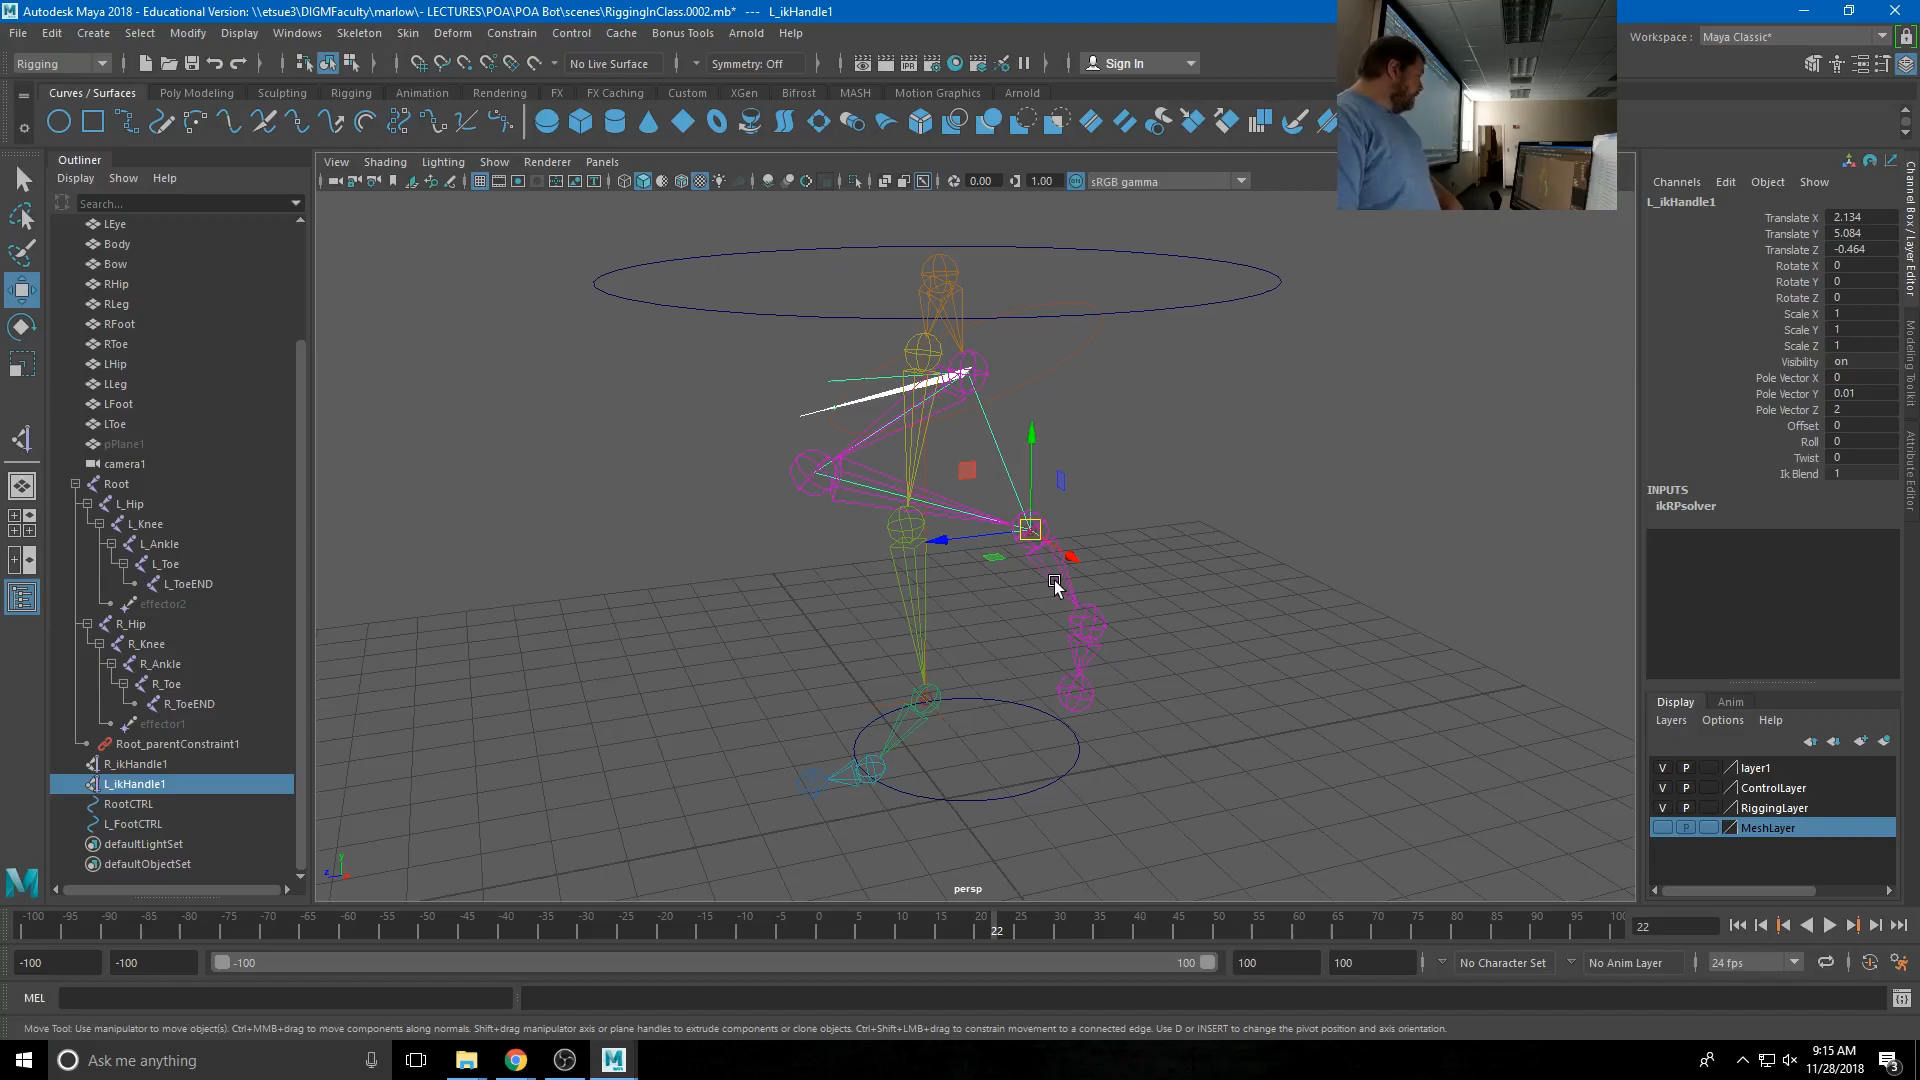 Autodesk Maya 2018 - Educational Version: \\etsue3\DIGMFaculty\marlow\- LECTURES\POA\POA Bot\scenes\RiggingInClass.0002.mb*  ---  L_ikHandle1
File Edit Create Select Modify Display Windows Skeleton Skin Deform Constrain Control Cache Bonus Tools Arnold Help
Workspace : Maya Classic*
Rigging
No Live Surface
Symmetry: Off
Sign In
Curves / Surfaces Poly Modeling Sculpting Rigging Animation Rendering FX FX Caching Custom XGen Bifrost MASH Motion Graphics Arnold
Outliner
Display Show Help
Search...
LEye
Body
Bow
RHip
RLeg
RFoot
RToe
LHip
LLeg
LFoot
LToe
pPlane1
camera1
Root
L_Hip
L_Knee
L_Ankle
L_Toe
L_ToeEND
effector2
R_Hip
R_Knee
R_Ankle
R_Toe
R_ToeEND
effector1
Root_parentConstraint1
R_ikHandle1
L_ikHandle1
RootCTRL
L_FootCTRL
defaultLightSet
defaultObjectSet
View Shading Lighting Show Renderer Panels
0.00
1.00
sRGB gamma
persp
Channels Edit Object Show
L_ikHandle1
Translate X 2.134
Translate Y 5.084
Translate Z -0.464
Rotate X 0
Rotate Y 0
Rotate Z 0
Scale X 1
Scale Y 1
Scale Z 1
Visibility on
Pole Vector X 0
Pole Vector Y 0.01
Pole Vector Z 2
Offset 0
Roll 0
Twist 0
Ik Blend 1
INPUTS
ikRPsolver
Channel Box / Layer Editor
Modeling Toolkit
Attribute Editor
Display Anim
Layers Options Help
V P layer1
V P ControlLayer
V P RiggingLayer
P MeshLayer
-100 -95 -90 -85 -80 -75 -70 -65 -60 -55 -50 -45 -40 -35 -30 -25 -20 -15 -10 -5 0 5 10 15 20 25 30 35 40 45 50 55 60 65 70 75 80 85 90 95 100
22
22
-100
-100
-100
100
100
100
No Character Set
No Anim Layer
24 fps
MEL
Move Tool: Use manipulator to move object(s). Ctrl+MMB+drag to move components along normals. Shift+drag manipulator axis or plane handles to extrude components or clone objects. Ctrl+Shift+LMB+drag to constrain movement to a connected edge. Use D or INSERT to change the pivot position and axis orientation.
Ask me anything
9:15 AM
11/28/2018
3